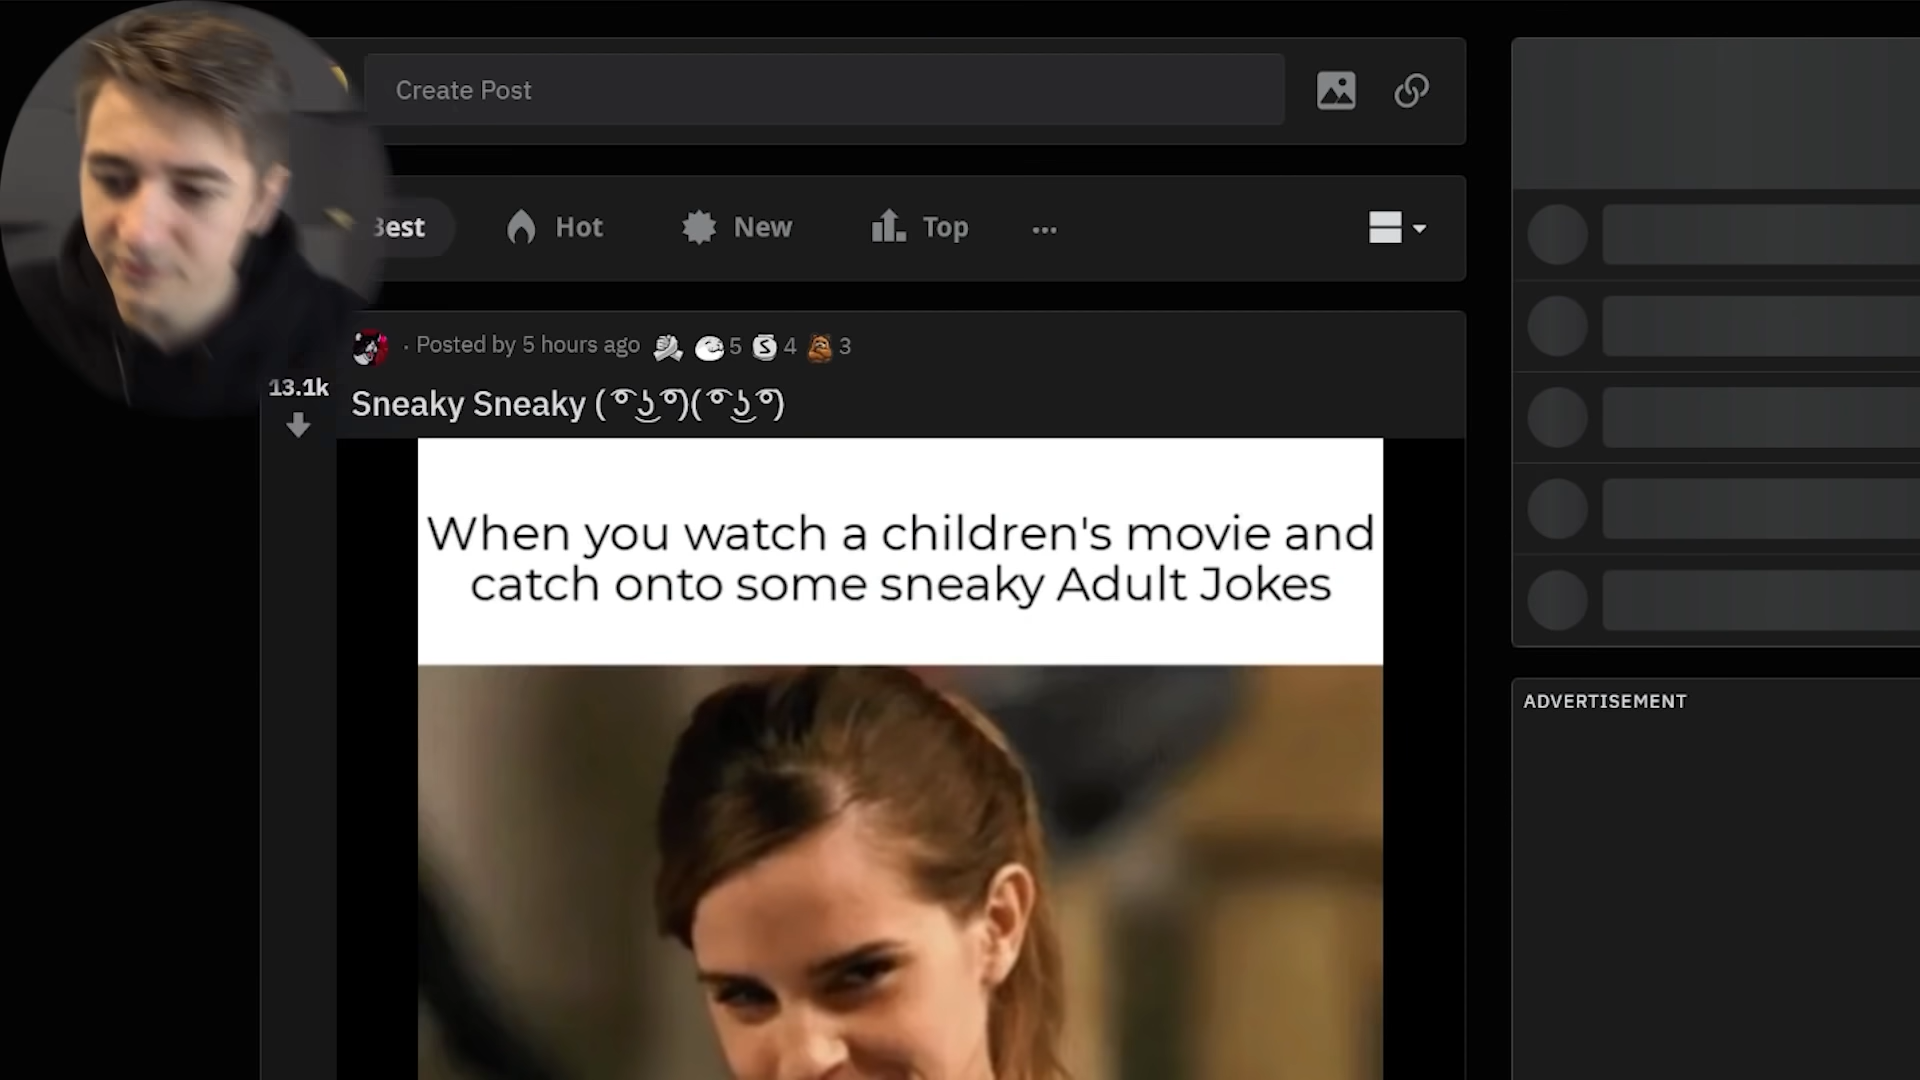 Create Post
Best Hot New Top ...
· Posted by 5 hours ago 5 4 3
13.1k
Sneaky Sneaky ( ͡° ͜ʖ ͡°)( ͡° ͜ʖ ͡°)
When you watch a children's movie and
catch onto some sneaky Adult Jokes
ADVERTISEMENT